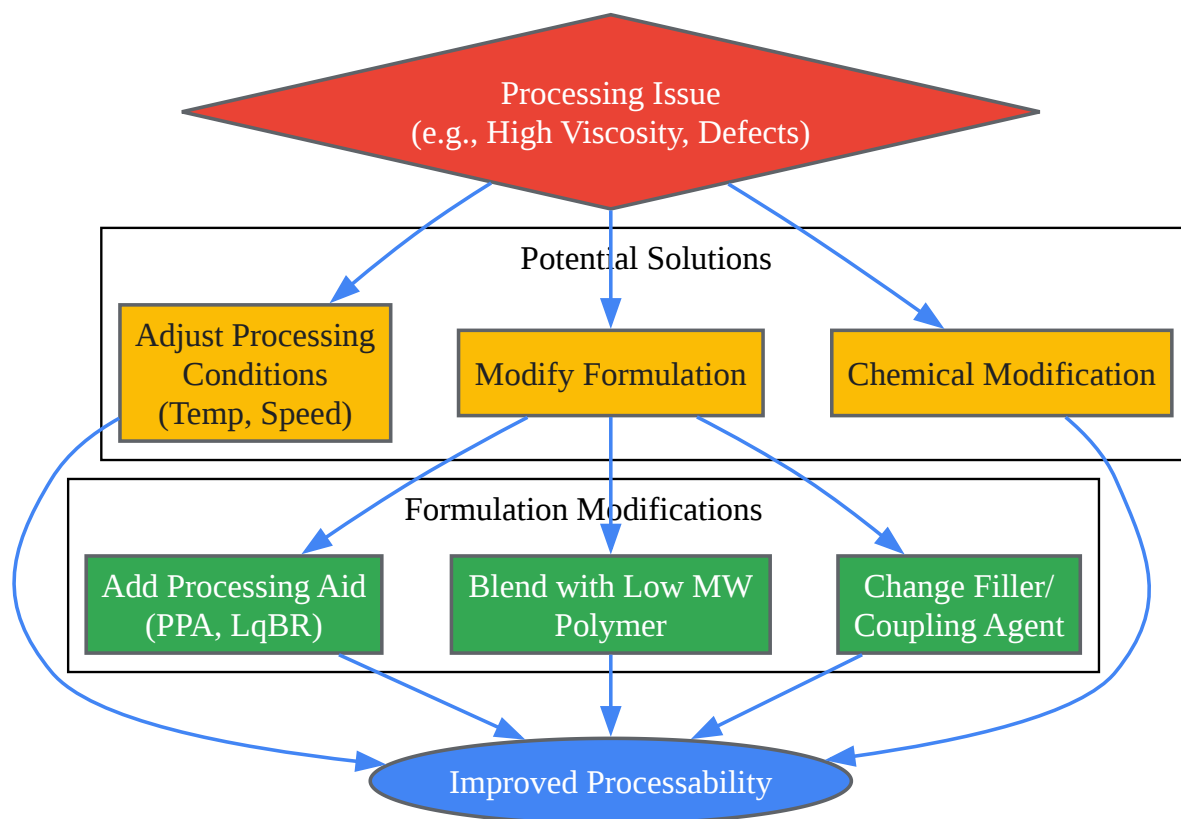 Processing Issue
(e.g., High Viscosity, Defects)
Potential Solutions
Adjust Processing
Conditions
(Temp, Speed)
Modify Formulation
Chemical Modification
Formulation Modifications
Add Processing Aid
(PPA, LqBR)
Blend with Low MW
Polymer
Change Filler/
Coupling Agent
Improved Processability